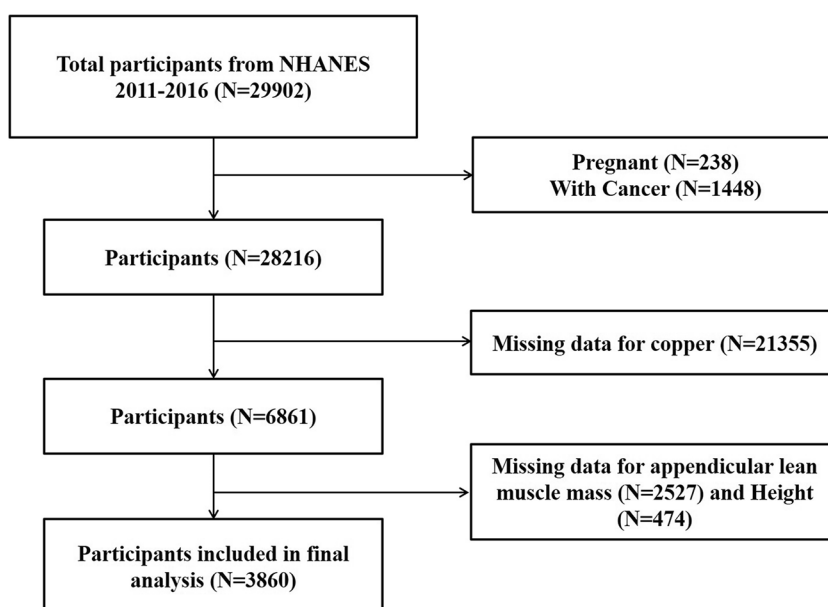 Total participants from NHANES
2011-2016 (N=29902)
Pregnant (N=238)
With Cancer (N=1448)
Participants (N=28216)
Missing data for copper (N=21355)
Participants (N=6861)
Missing data for appendicular lean
muscle mass (N=2527) and Height
(N=474)
Participants included in final
analysis (N=3860)